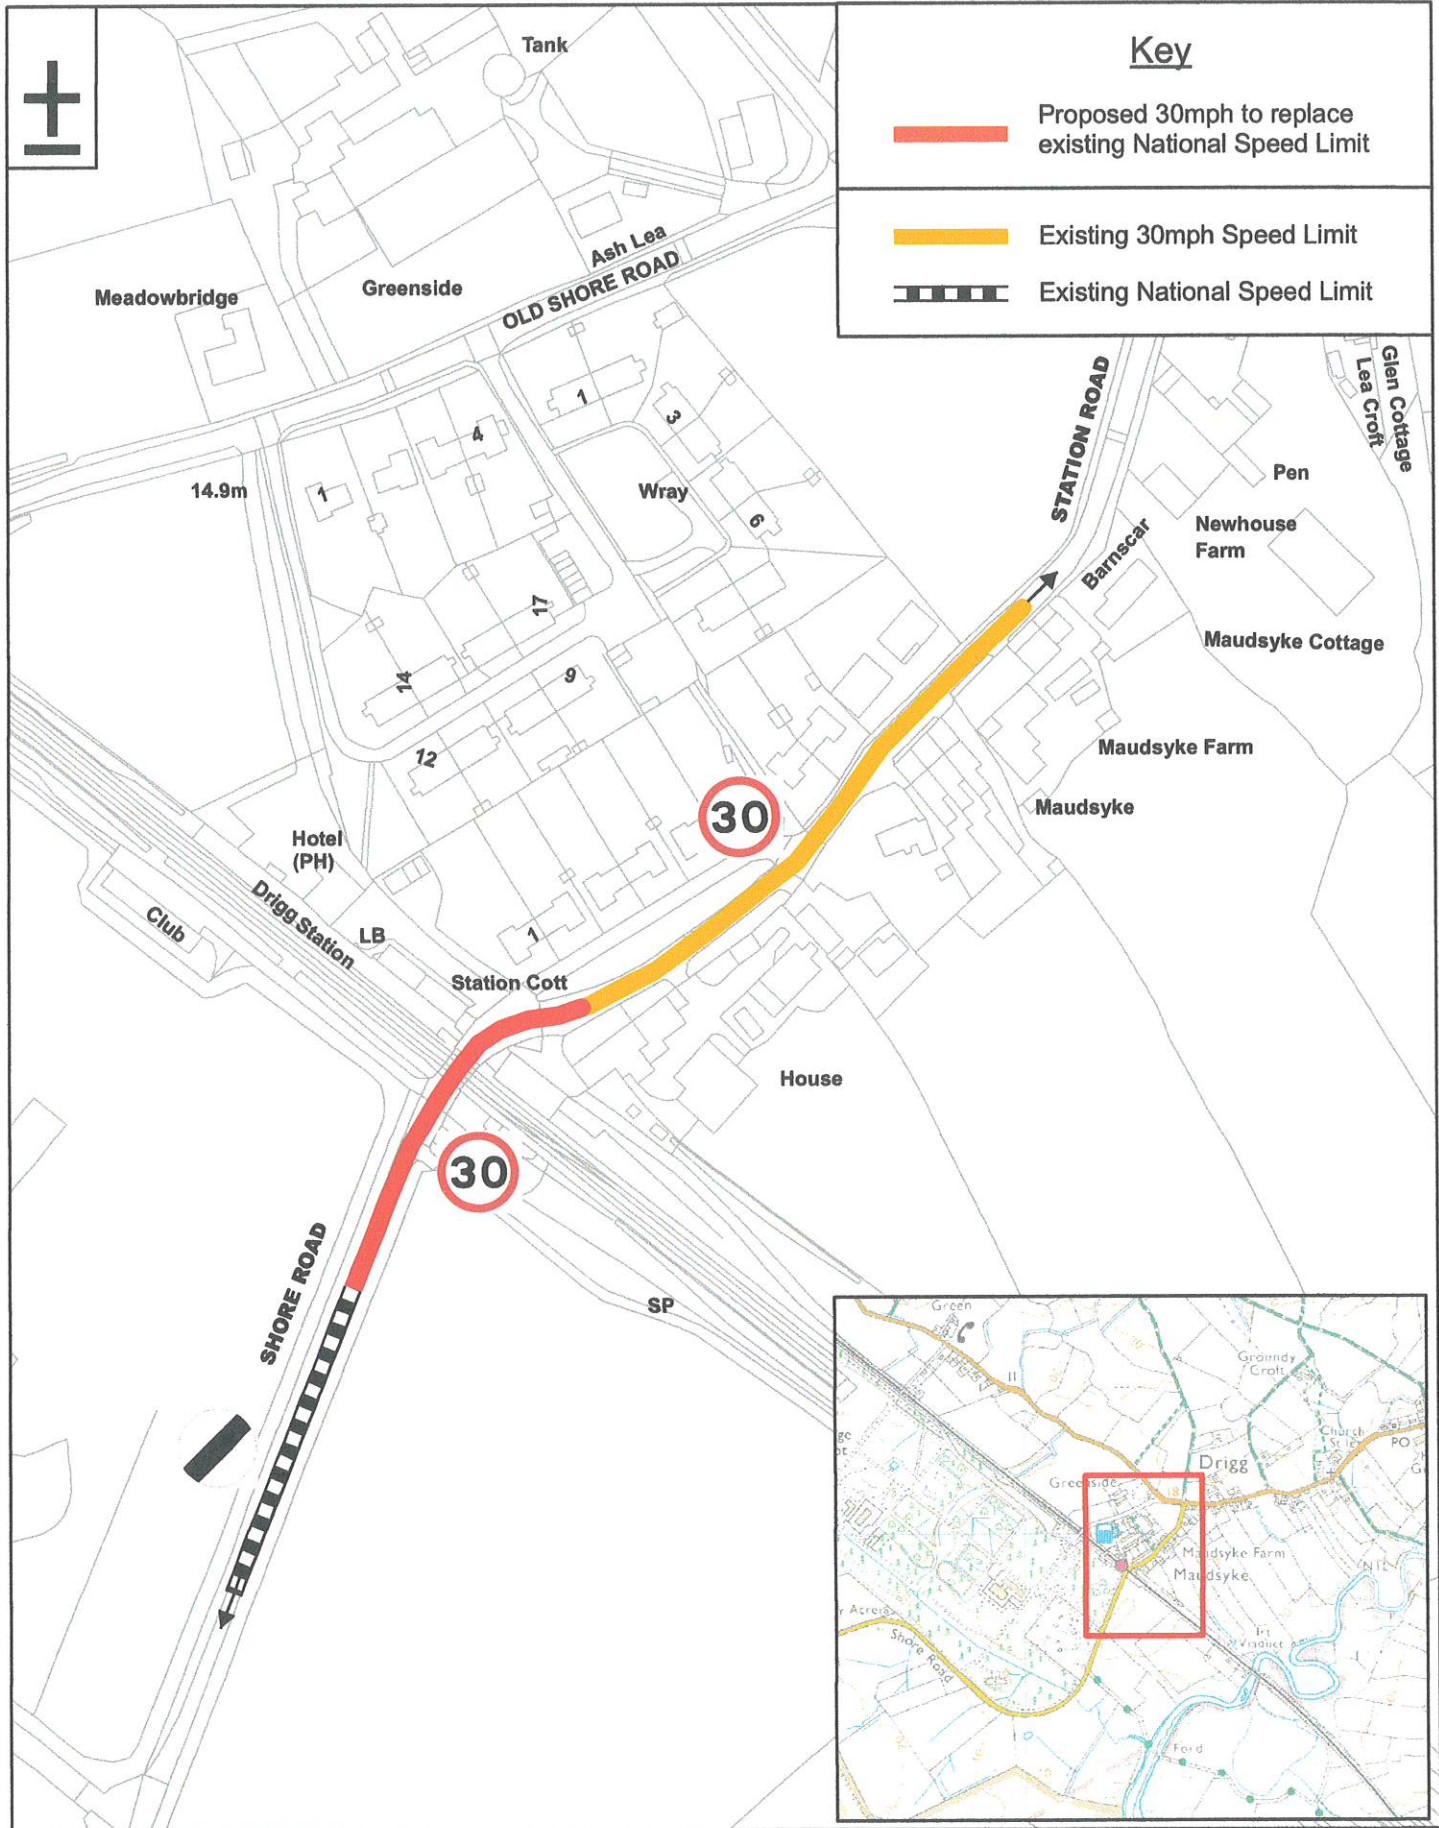 Key
Proposed 30mph to replace
existing National Speed Limit
Existing 30mph Speed Limit
Existing National Speed Limit
Tank
Ash Lea
OLD SHORE ROAD
Meadowbridge
Greenside
1
3
4
6
Wray
14.9m
1
17
14
9
12
STATION ROAD
Glen Cottage
Lea Croft
Pen
Newhouse
Farm
Barnscar
Maudsyke Cottage
Maudsyke Farm
Maudsyke
30
Hotel
(PH)
Drigg Station
Club
LB
1
Station Cott
House
30
SHORE ROAD
SP
Green
11
Groundy
Croft
Church
PO
Drigg
Greenside
18
Maudsyke Farm
Maudsyke
NTL
Shore Road
Viaduct
Ford